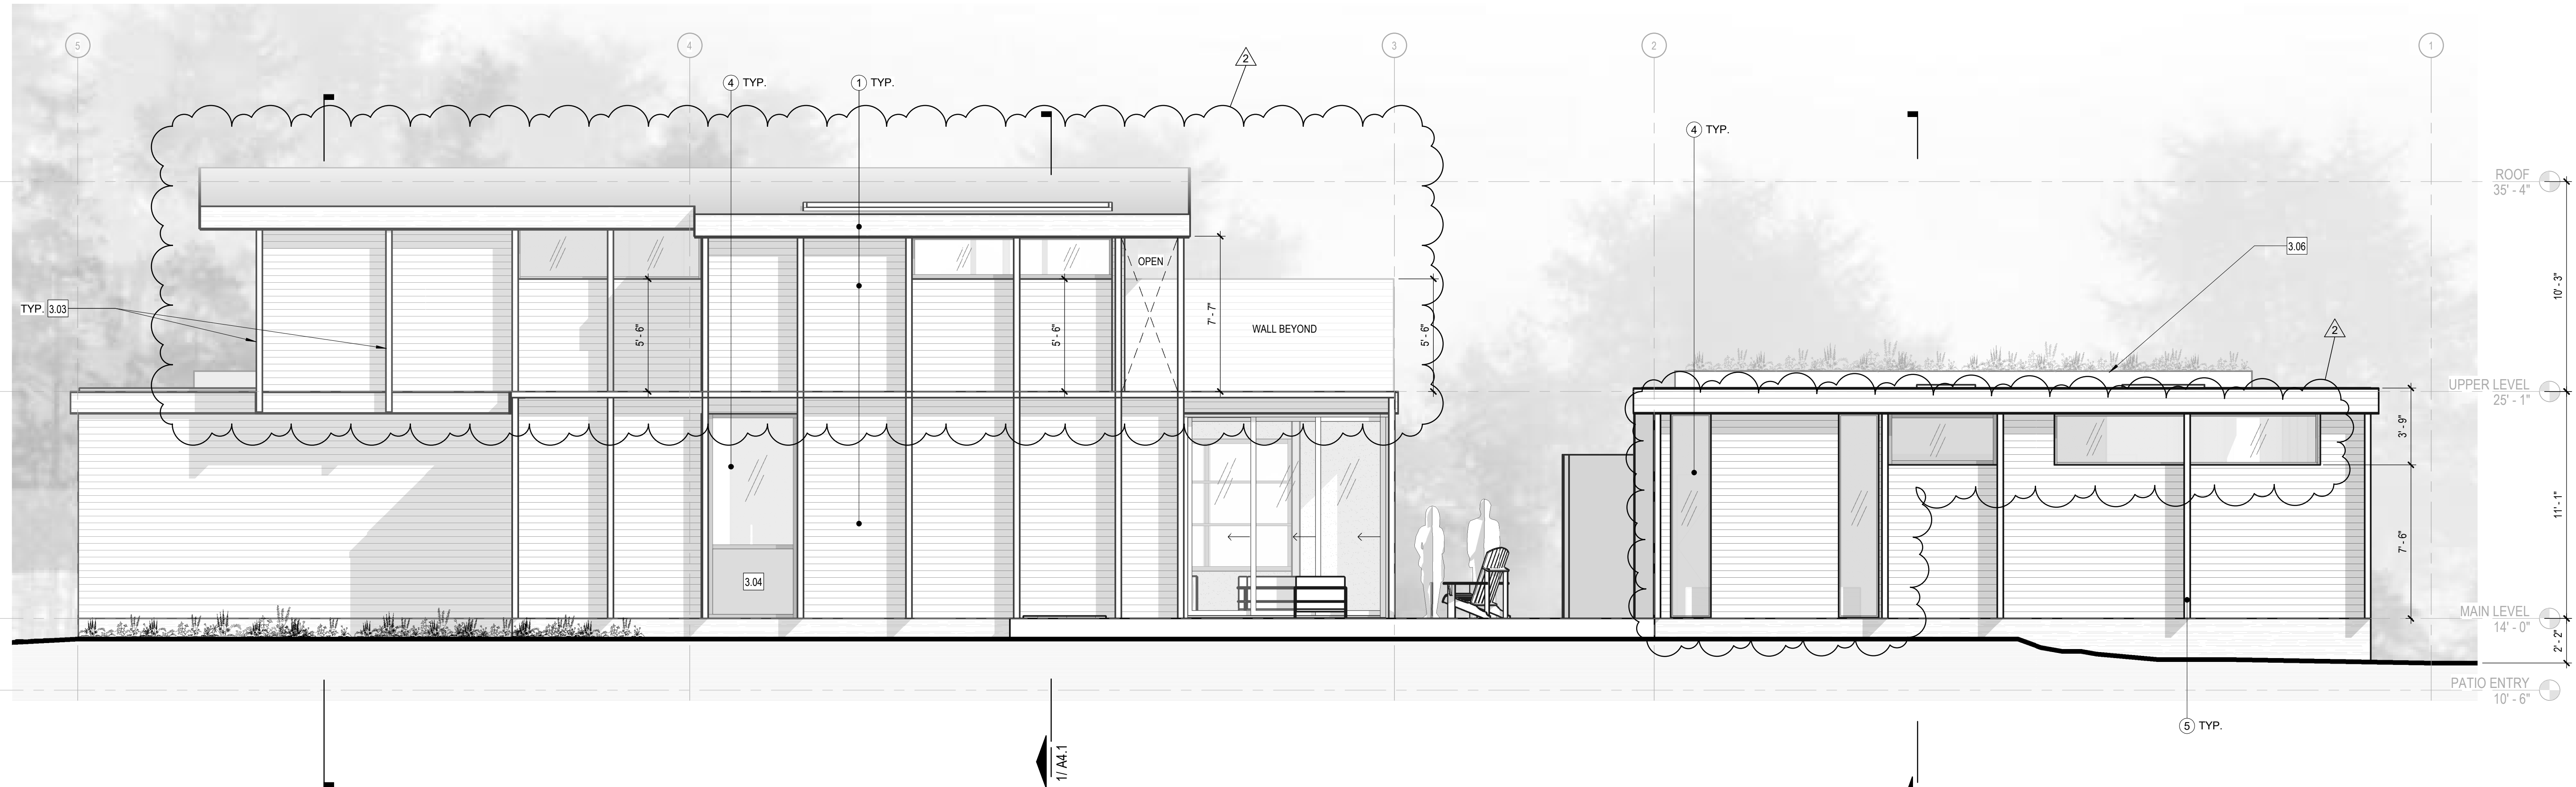 5
4
3
2
1
2
4 TYP.
1 TYP.
4 TYP.
ROOF
35' - 4"
3.06
OPEN
10' - 3"
TYP. 3.03
7' - 7"
WALL BEYOND
5' - 6"
5' - 6"
5' - 6"
2
UPPER LEVEL
25' - 1"
3' - 9"
11' - 1"
7' - 6"
3.04
MAIN LEVEL
14' - 0"
2' - 2"
PATIO ENTRY
10' - 6"
5 TYP.
1/ A4.1